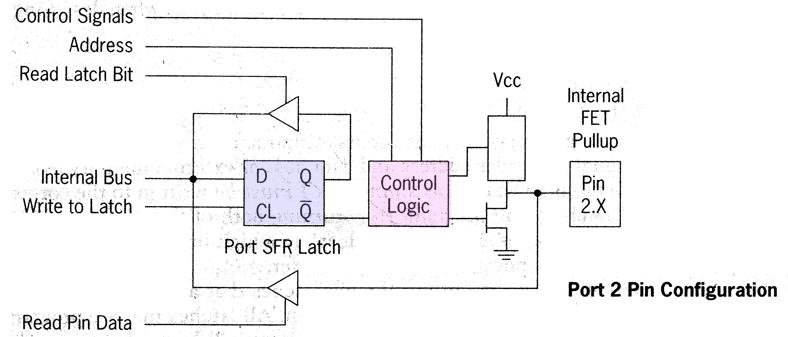 Control Signals
Address
Read Latch Bit
Vcc
Internal
FET
Pullup
Internal Bus
D Q
Control
Logic
Pin
2.X
Write to Latch
CL Q̅
Port SFR Latch
Port 2 Pin Configuration
Read Pin Data